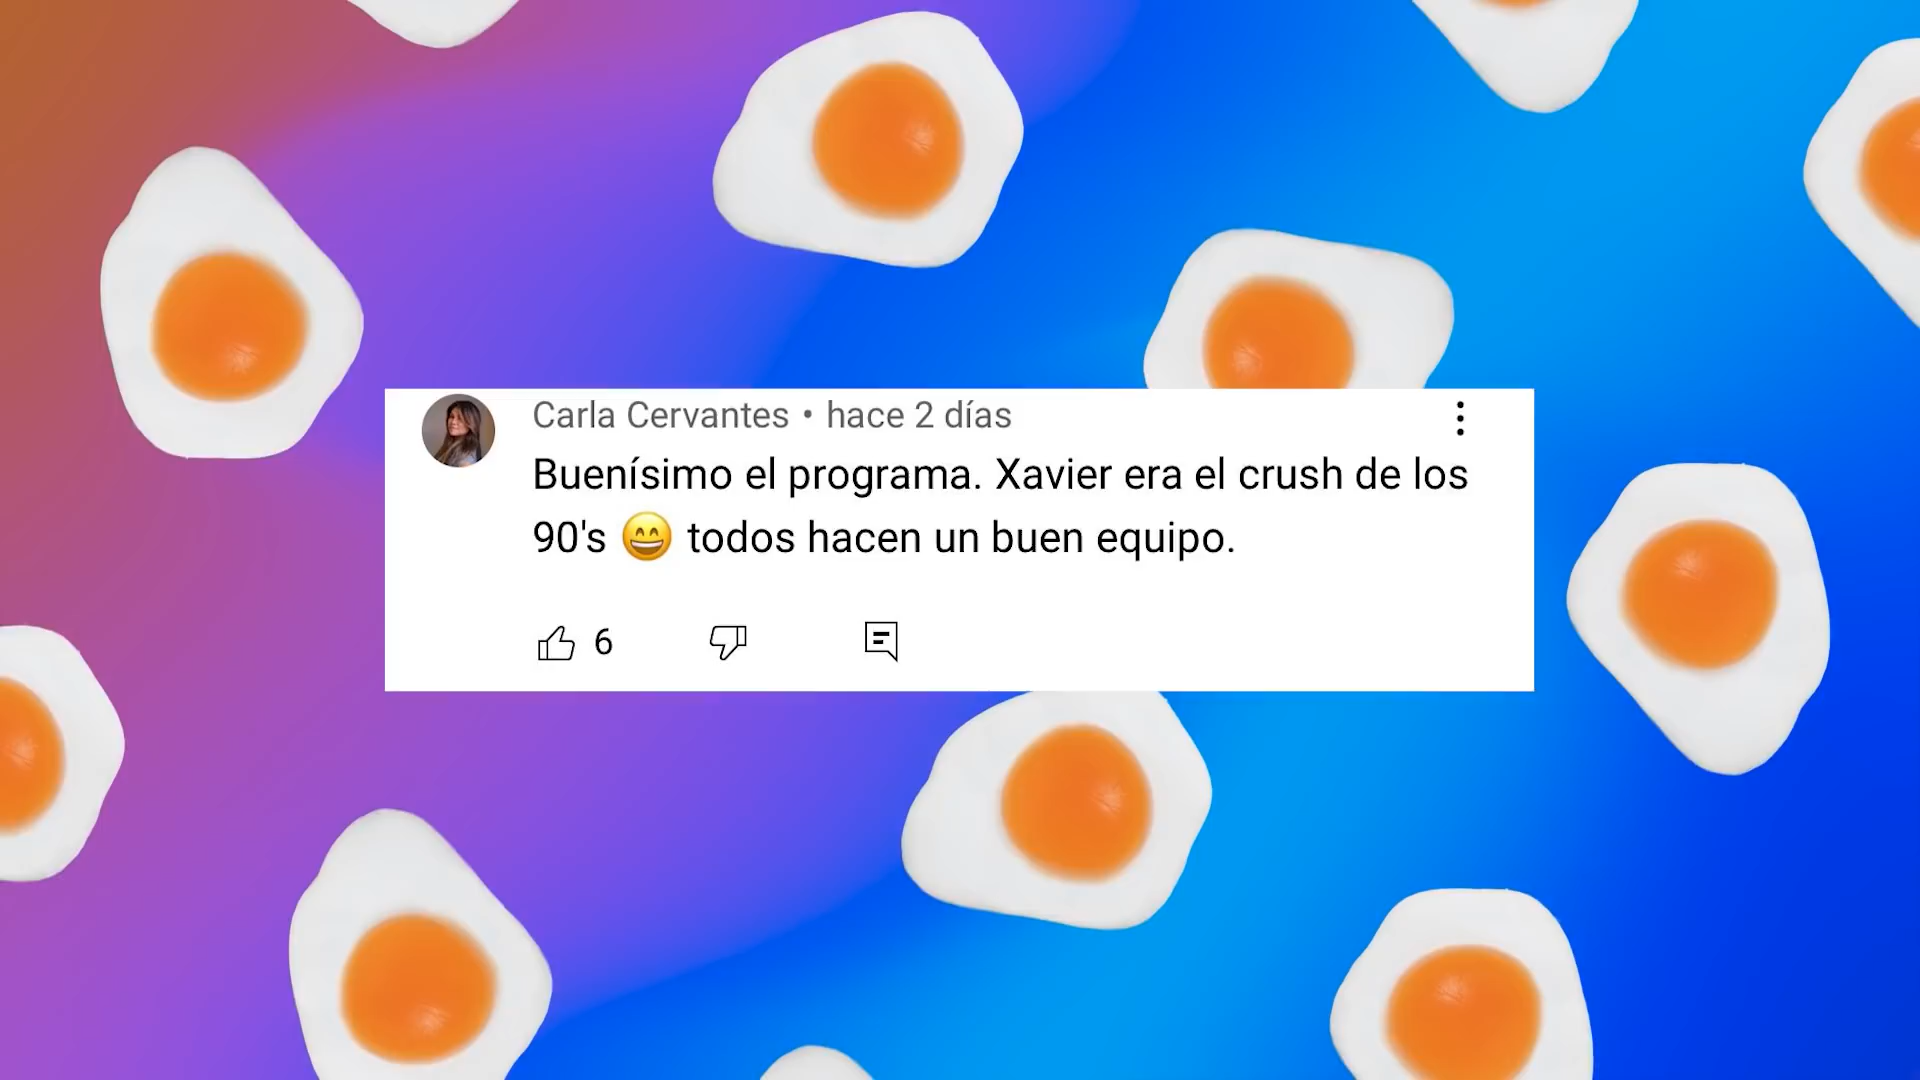 Carla Cervantes • hace 2 días
Buenísimo el programa. Xavier era el crush de los
90's 😄 todos hacen un buen equipo.
6